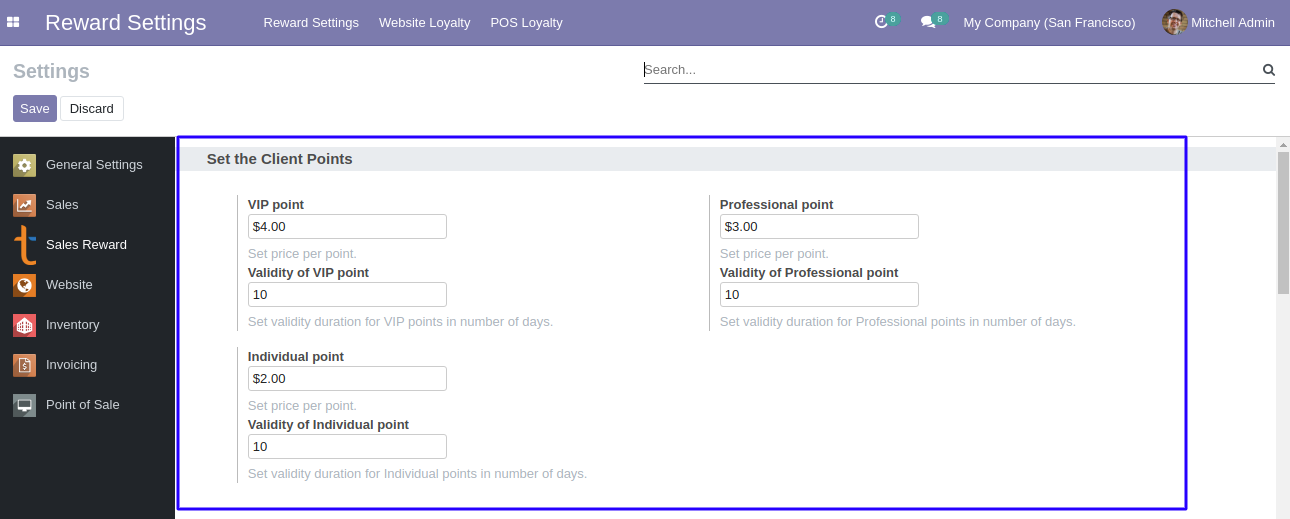 Reward Settings
Reward Settings Website Loyalty POS Loyalty
8
8
My Company (San Francisco)
Mitchell Admin
Settings
Search...
Save
Discard
General Settings
Sales
Sales Reward
Website
Inventory
Invoicing
Point of Sale
Set the Client Points
VIP point
$4.00
Set price per point.
Validity of VIP point
10
Set validity duration for VIP points in number of days.
Professional point
$3.00
Set price per point.
Validity of Professional point
10
Set validity duration for Professional points in number of days.
Individual point
$2.00
Set price per point.
Validity of Individual point
10
Set validity duration for Individual points in number of days.